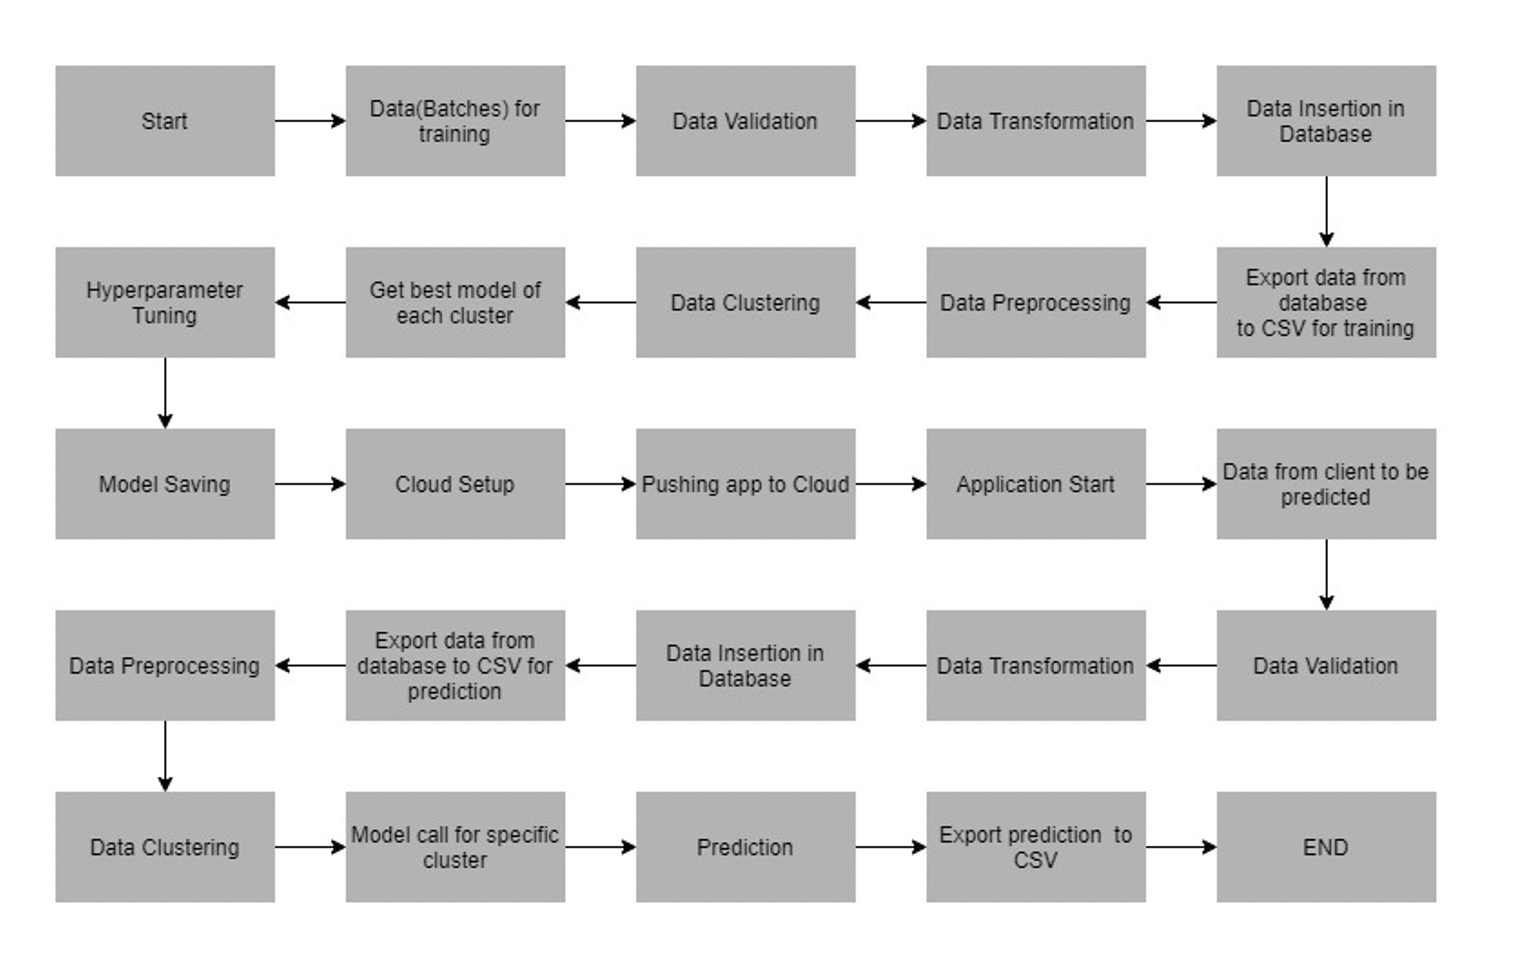 Start
Data(Batches) for
training
Data Validation
Data Transformation
Data Insertion in
Database
Hyperparameter
Tuning
Get best model of
each cluster
Data Clustering
Data Preprocessing
Export data from
database
to CSV for training
Model Saving
Cloud Setup
Pushing app to Cloud
Application Start
Data from client to be
predicted
Data Preprocessing
Export data from
database to CSV for
prediction
Data Insertion in
Database
Data Transformation
Data Validation
Data Clustering
Model call for specific
cluster
Prediction
Export prediction  to
CSV
END